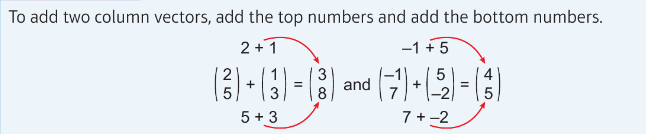 To add two column vectors, add the top numbers and add the bottom numbers.
2 + 1 –1 + 5
(2 5) + (1 3) = (3 8) and (–1 7) + (5 –2) = (4 5)
5 + 3 7 + –2